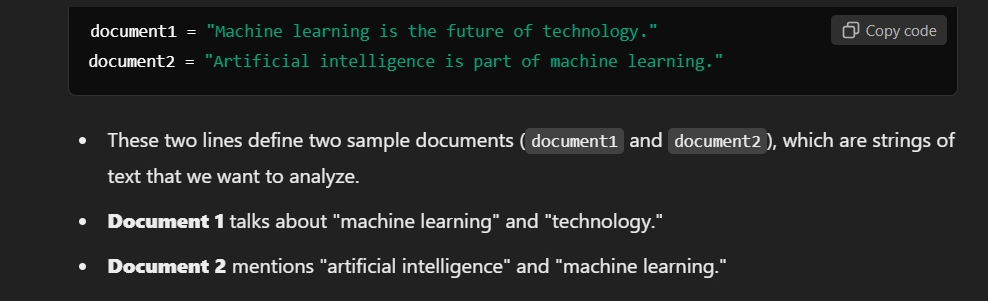 document1 = "Machine learning is the future of technology."
Copy code
document2 = "Artificial intelligence is part of machine learning."
• These two lines define two sample documents ( document1 and document2 ), which are strings of
text that we want to analyze.
• Document 1 talks about "machine learning" and "technology."
• Document 2 mentions "artificial intelligence" and "machine learning."